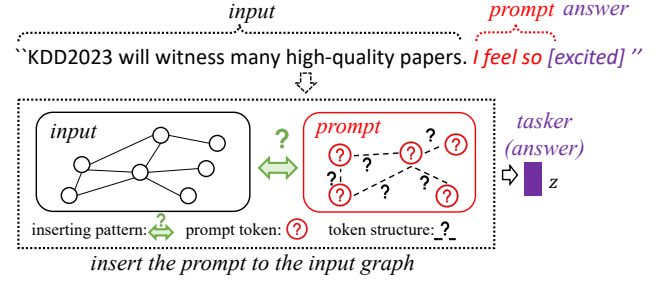 input prompt answer
``KDD2023 will witness many high-quality papers. I feel so [excited] ’’
input ? prompt ? ? ? ? ? ? ? ? ? ?
tasker
(answer)
z
inserting pattern: ? prompt token: ? token structure: ?
insert the prompt to the input graph